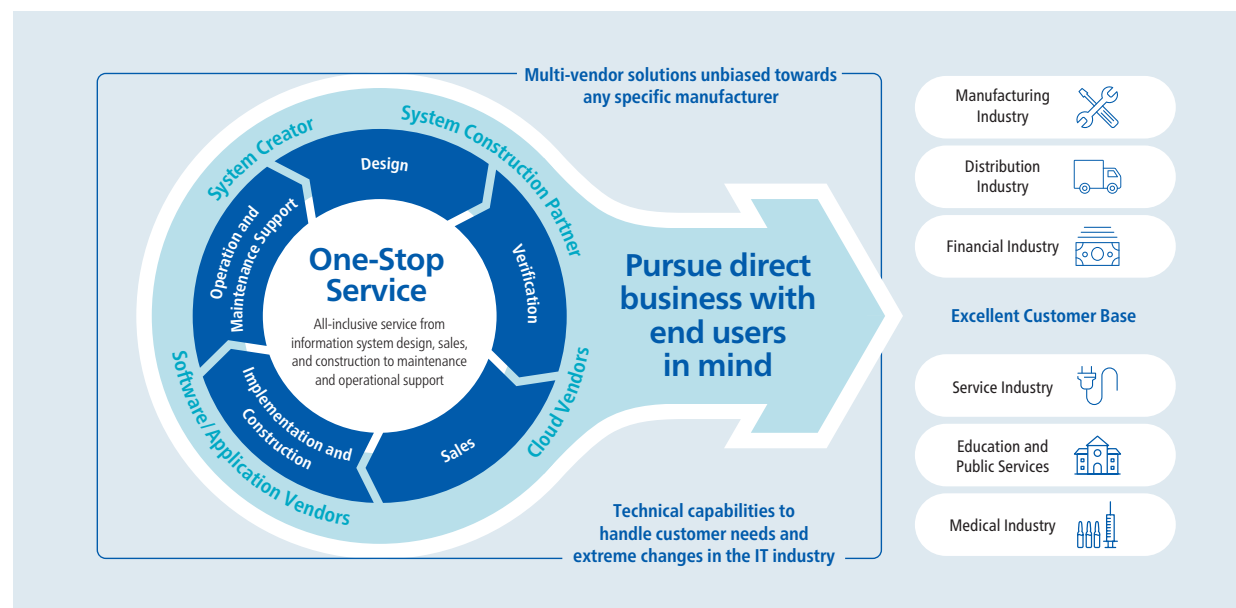 Multi-vendor solutions unbiased towards
any specific manufacturer
System Creator
System Construction Partner
Cloud Vendors
Software/Application Vendors
Design
Verification
Sales
Implementation and
Construction
Operation and
Maintenance Support
One-Stop
Service
All-inclusive service from
information system design, sales,
and construction to maintenance
and operational support
Pursue direct
business with
end users
in mind
Technical capabilities to
handle customer needs and
extreme changes in the IT industry
Manufacturing
Industry
Distribution
Industry
Financial Industry
Excellent Customer Base
Service Industry
Education and
Public Services
Medical Industry